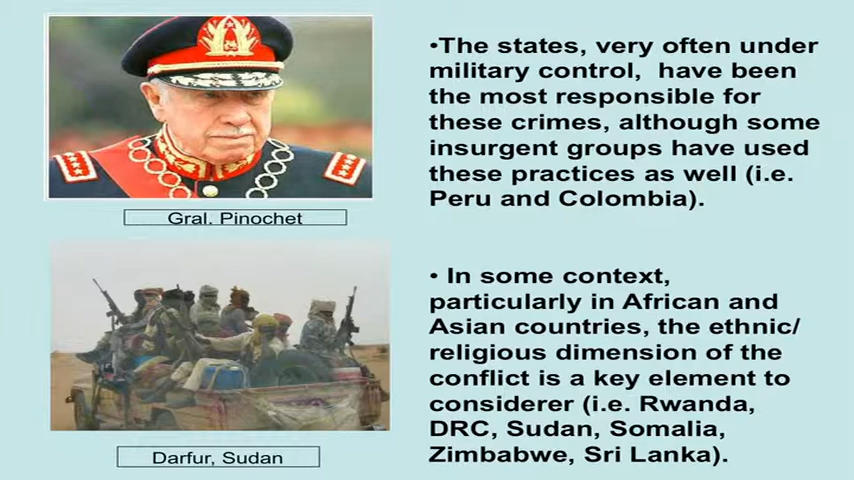 •The states, very often under
military control, have been
the most responsible for
these crimes, although some
insurgent groups have used
these practices as well (i.e.
Peru and Colombia).
Gral. Pinochet
• In some context,
particularly in African and
Asian countries, the ethnic/
religious dimension of the
conflict is a key element to
considerer (i.e. Rwanda,
DRC, Sudan, Somalia,
Zimbabwe, Sri Lanka).
Darfur, Sudan